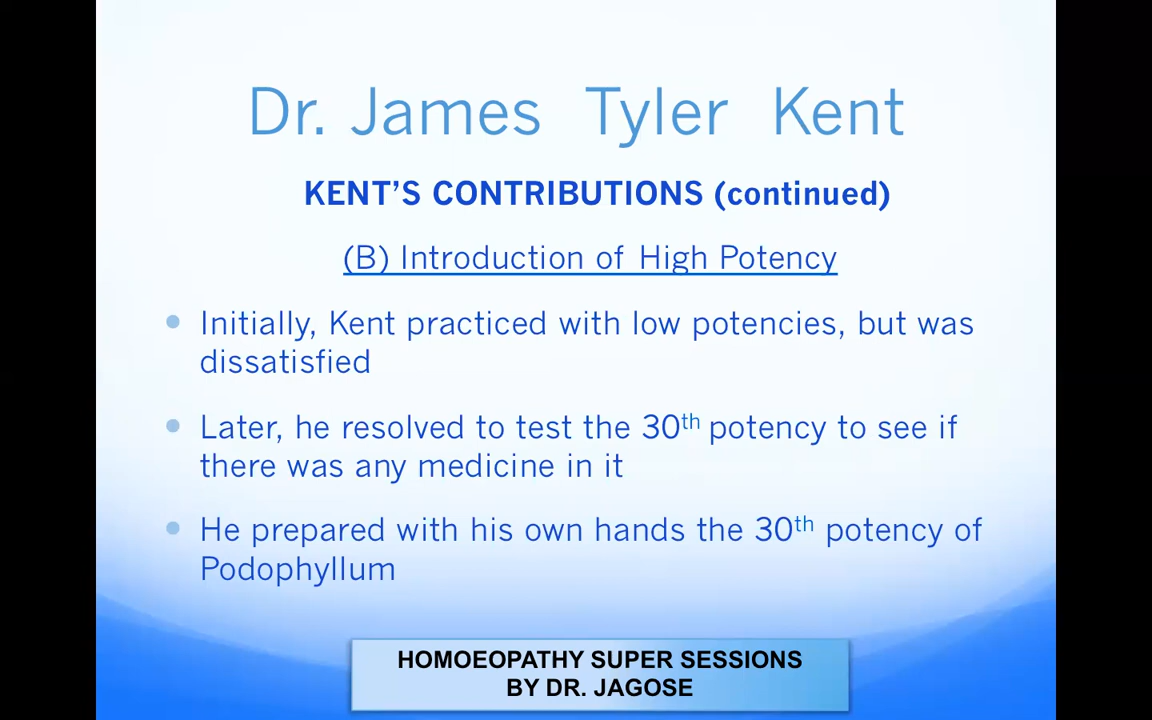 Dr. James Tyler Kent
KENT'S CONTRIBUTIONS (continued)
(B) Introduction of High Potency
• Initially, Kent practiced with low potencies, but was
dissatisfied
• Later, he resolved to test the 30th potency to see if
there was any medicine in it
• He prepared with his own hands the 30th potency of
Podophyllum
HOMOEOPATHY SUPER SESSIONS
BY DR. JAGOSE